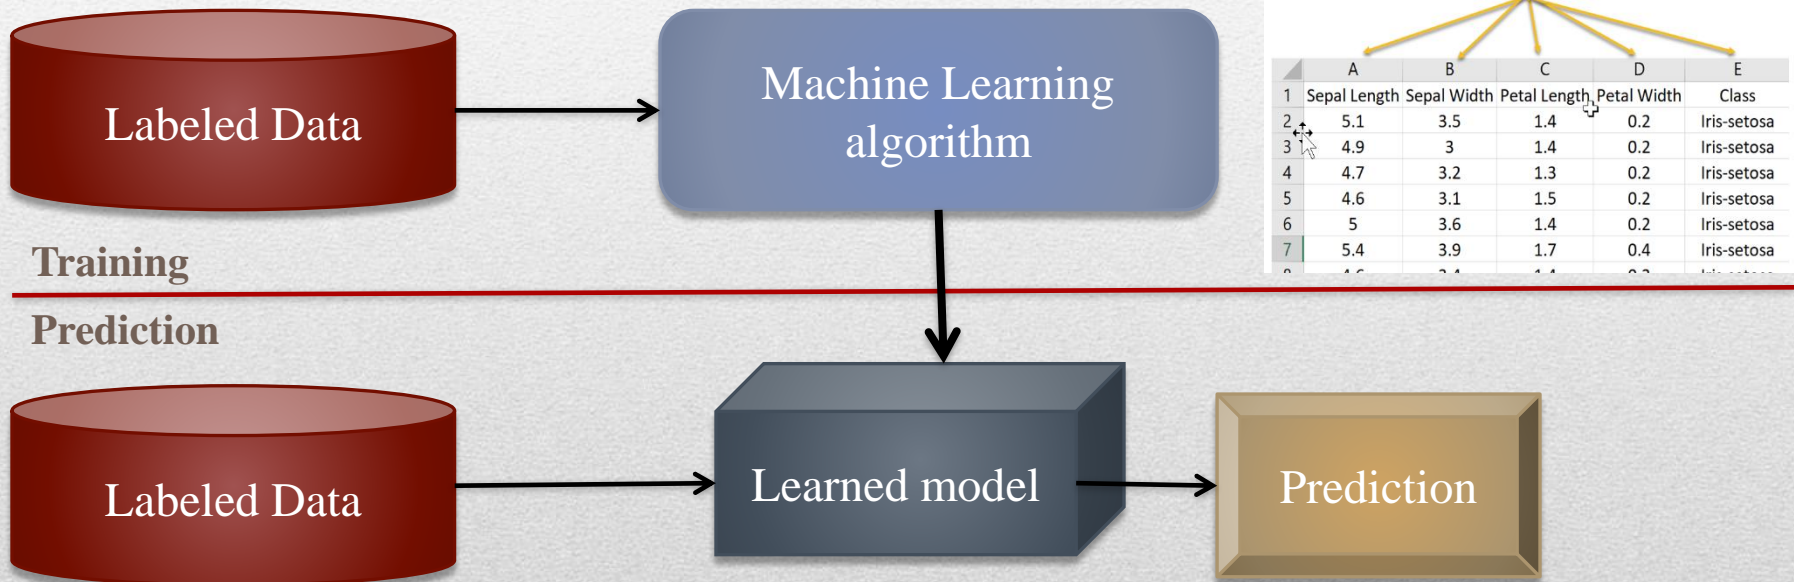 Labeled Data
Machine Learning
algorithm
A B C D E
1 Sepal Length Sepal Width Petal Length Petal Width Class
2 5.1 3.5 1.4 0.2 Iris-setosa
3 4.9 3 1.4 0.2 Iris-setosa
4 4.7 3.2 1.3 0.2 Iris-setosa
5 4.6 3.1 1.5 0.2 Iris-setosa
6 5 3.6 1.4 0.2 Iris-setosa
7 5.4 3.9 1.7 0.4 Iris-setosa
Training
Prediction
Labeled Data
Learned model
Prediction